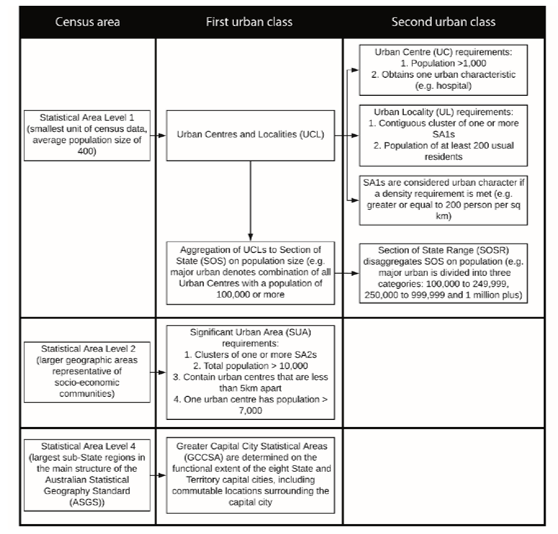 Census area
First urban class
Second urban class
Statistical Area Level 1
(smallest unit of census data,
average population size of
400)
Urban Centres and Localities (UCL)
Urban Centre (UC) requirements:
1. Population >1,000
2. Obtains one urban characteristic
(e.g. hospital)
Urban Locality (UL) requirements:
1. Contiguous cluster of one or more
SA1s
2. Population of at least 200 usual
residents
SA1s are considered urban character if
a density requirement is met (e.g.
greater or equal to 200 person per sq
km)
Aggregation of UCLs to Section of
State (SOS) on population size (e.g.
major urban denotes combination of all
Urban Centres with a population of
100,000 or more
Section of State Range (SOSR)
disaggregates SOS on population (e.g.
major urban is divided into three
categories: 100,000 to 249,999,
250,000 to 999,999 and 1 million plus)
Statistical Area Level 2
(larger geographic areas
representative of
socio-economic
communities)
Significant Urban Area (SUA)
requirements:
1. Clusters of one or more SA2s
2. Total population > 10,000
3. Contain urban centres that are less
than 5km apart
4. One urban centre has population >
7,000
Statistical Area Level 4
(largest sub-State regions in
the main structure of the
Australian Statistical
Geography Standard
(ASGS))
Greater Capital City Statistical Areas
(GCCSA) are determined on the
functional extent of the eight State and
Territory capital cities, including
commutable locations surrounding the
capital city